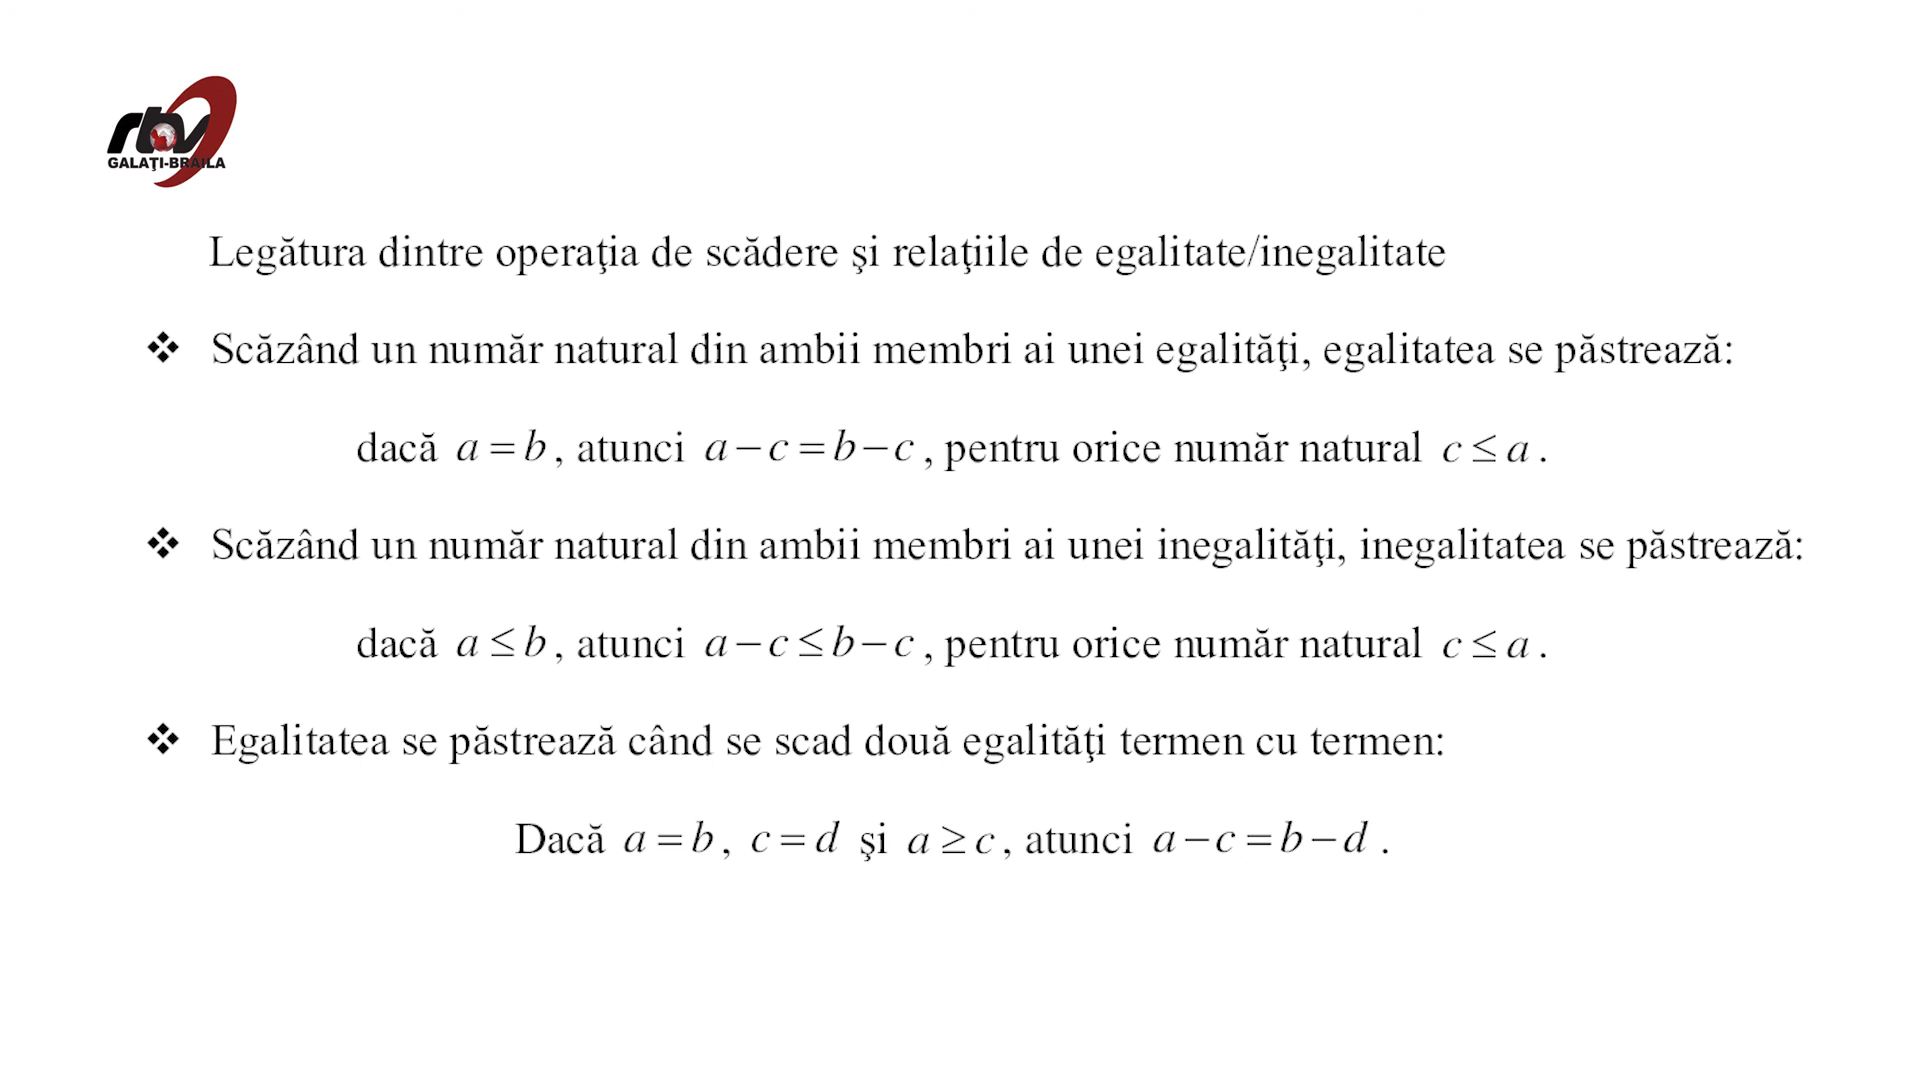 rtv
GALAŢI-BRĂILA
Legătura dintre operaţia de scădere şi relaţiile de egalitate/inegalitate
❖ Scăzând un număr natural din ambii membri ai unei egalităţi, egalitatea se păstrează:
dacă a = b, atunci a − c = b − c, pentru orice număr natural c ≤ a.
❖ Scăzând un număr natural din ambii membri ai unei inegalităţi, inegalitatea se păstrează:
dacă a ≤ b, atunci a − c ≤ b − c, pentru orice număr natural c ≤ a.
❖ Egalitatea se păstrează când se scad două egalităţi termen cu termen:
Dacă a = b, c = d şi a ≥ c, atunci a − c = b − d.